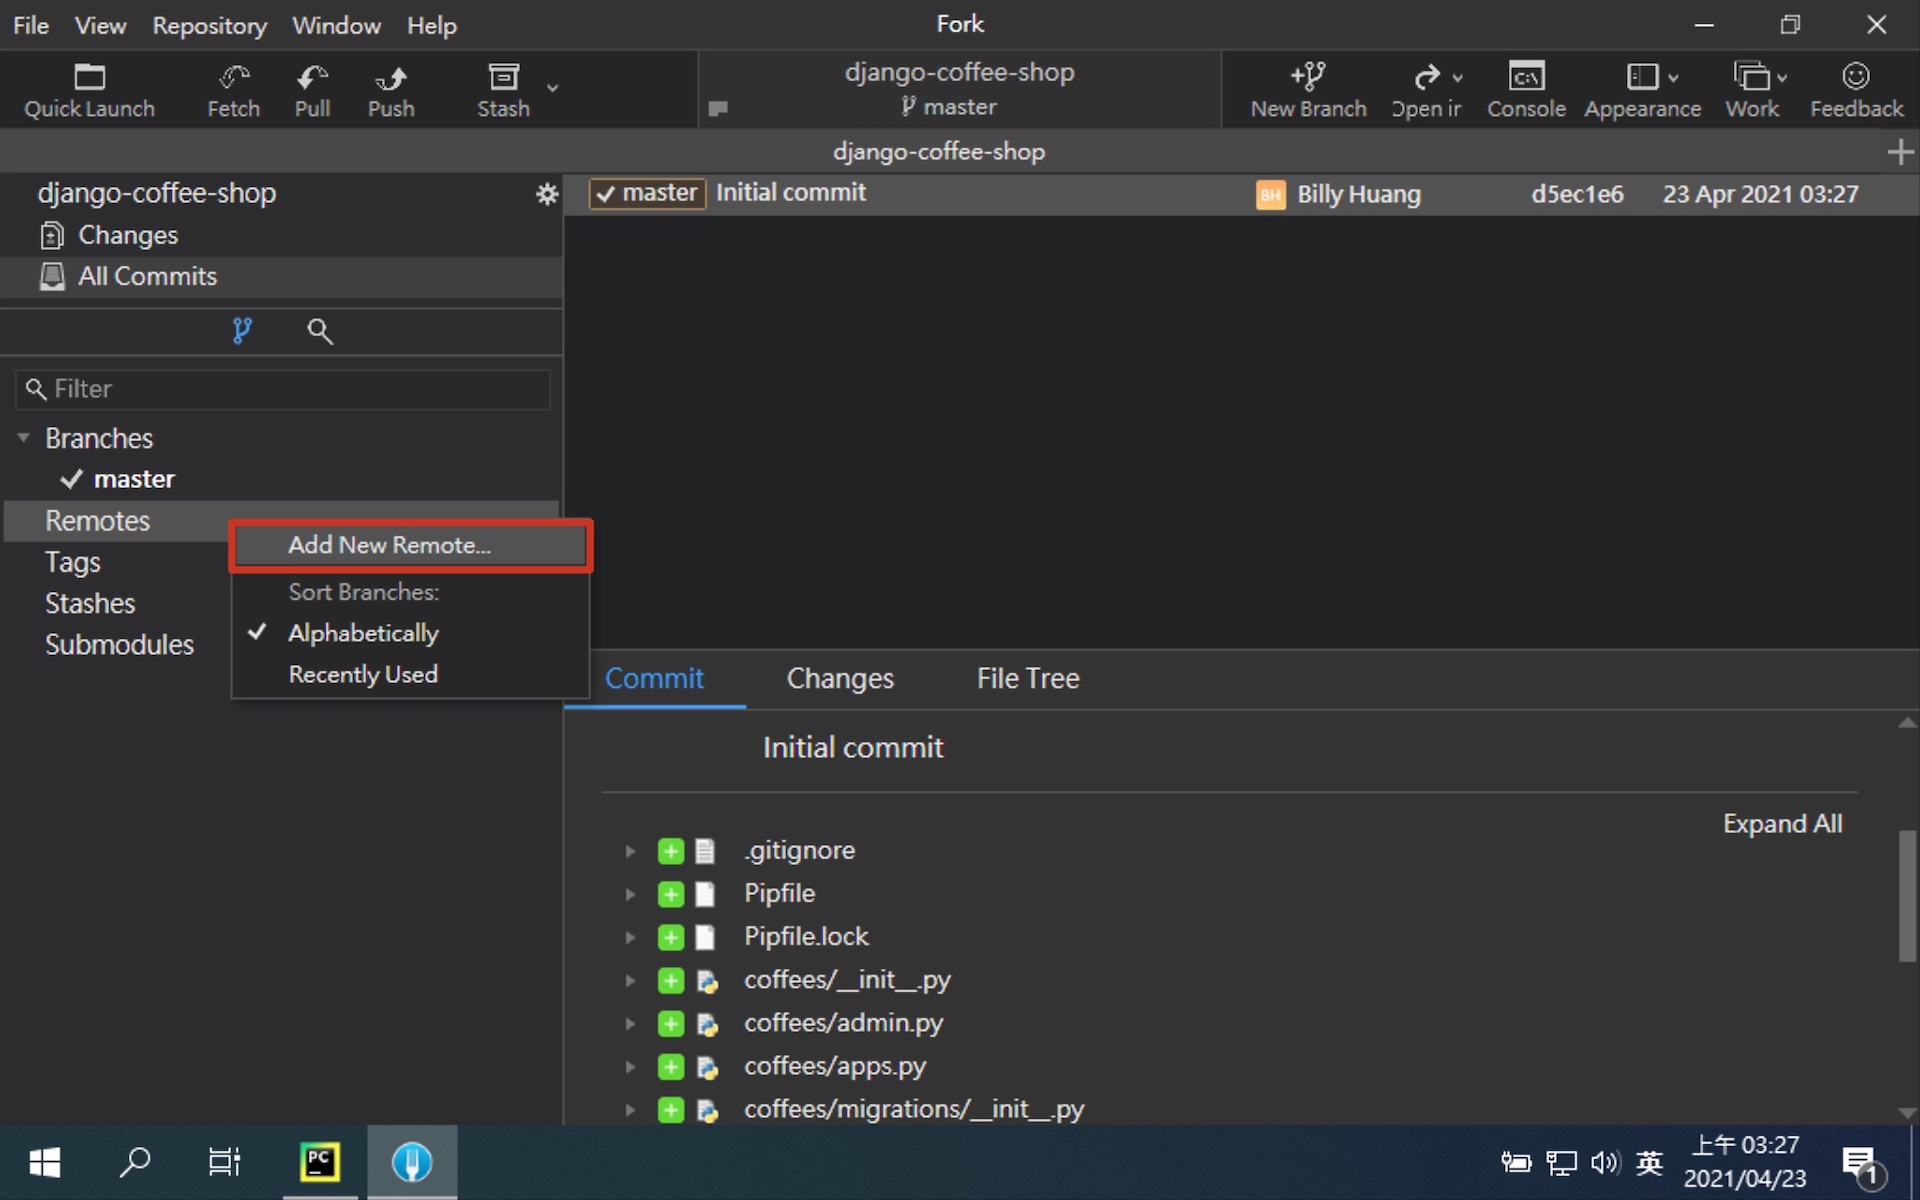 File View Repository Window Help
Fork
Quick Launch
Fetch
Pull
Push
Stash
django-coffee-shop
master
New Branch
Open in
Console
Appearance
Work
Feedback
django-coffee-shop
django-coffee-shop
Changes
All Commits
Filter
Branches
master
Remotes
Tags
Stashes
Submodules
Add New Remote...
Sort Branches:
Alphabetically
Recently Used
master Initial commit BH Billy Huang d5ec1e6 23 Apr 2021 03:27
Commit Changes File Tree
Initial commit
Expand All
.gitignore
Pipfile
Pipfile.lock
coffees/__init__.py
coffees/admin.py
coffees/apps.py
coffees/migrations/__init__.py
PC
英
上午 03:27
2021/04/23
1